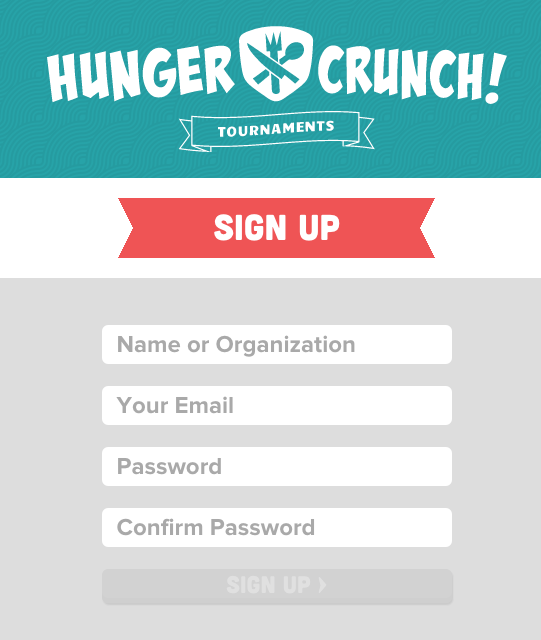 HUNGER CRUNCH!
TOURNAMENTS
SIGN UP
Name or Organization
Your Email
Password
Confirm Password
SIGN UP ›